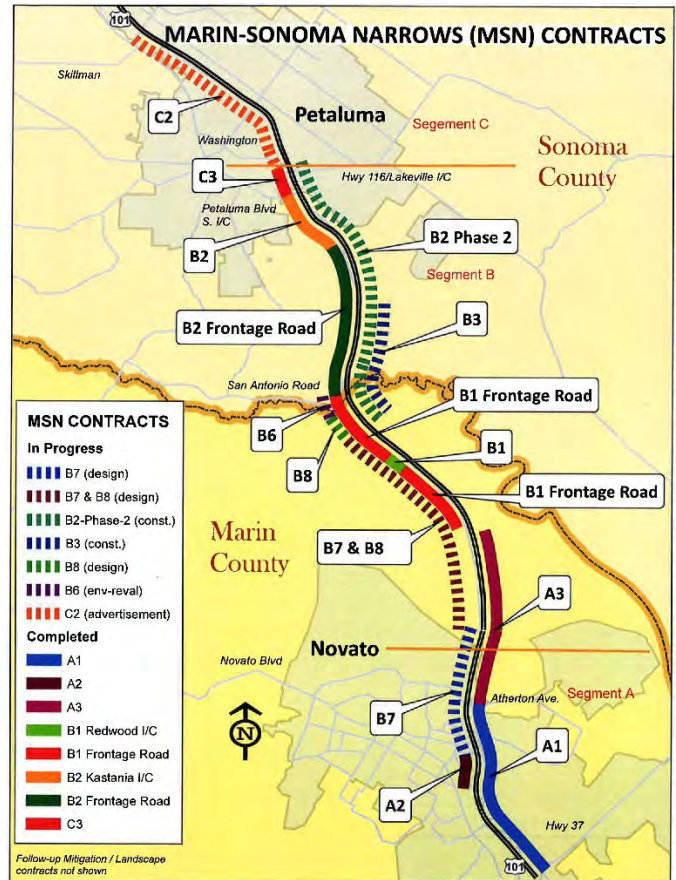 101
MARIN-SONOMA NARROWS (MSN) CONTRACTS
Skillman
C2
Petaluma
Segement C
Washington
Sonoma
County
C3
Hwy 116/Lakeville I/C
Petaluma Blvd
S. I/C
B2
B2 Phase 2
Segment B
B2 Frontage Road
B3
San Antonio Road
B1 Frontage Road
B6
B1
B8
B1 Frontage Road
Marin
County
B7 & B8
A3
Novato
Novato Blvd
Atherton Ave.
Segment A
N
B7
A1
A2
Hwy 37
101
MSN CONTRACTS
In Progress
B7 (design)
B7 & B8 (design)
B2-Phase-2 (const.)
B3 (const.)
B8 (design)
B6 (env-reval)
C2 (advertisement)
Completed
A1
A2
A3
B1 Redwood I/C
B1 Frontage Road
B2 Kastania I/C
B2 Frontage Road
C3
Follow-up Mitigation / Landscape
contracts not shown